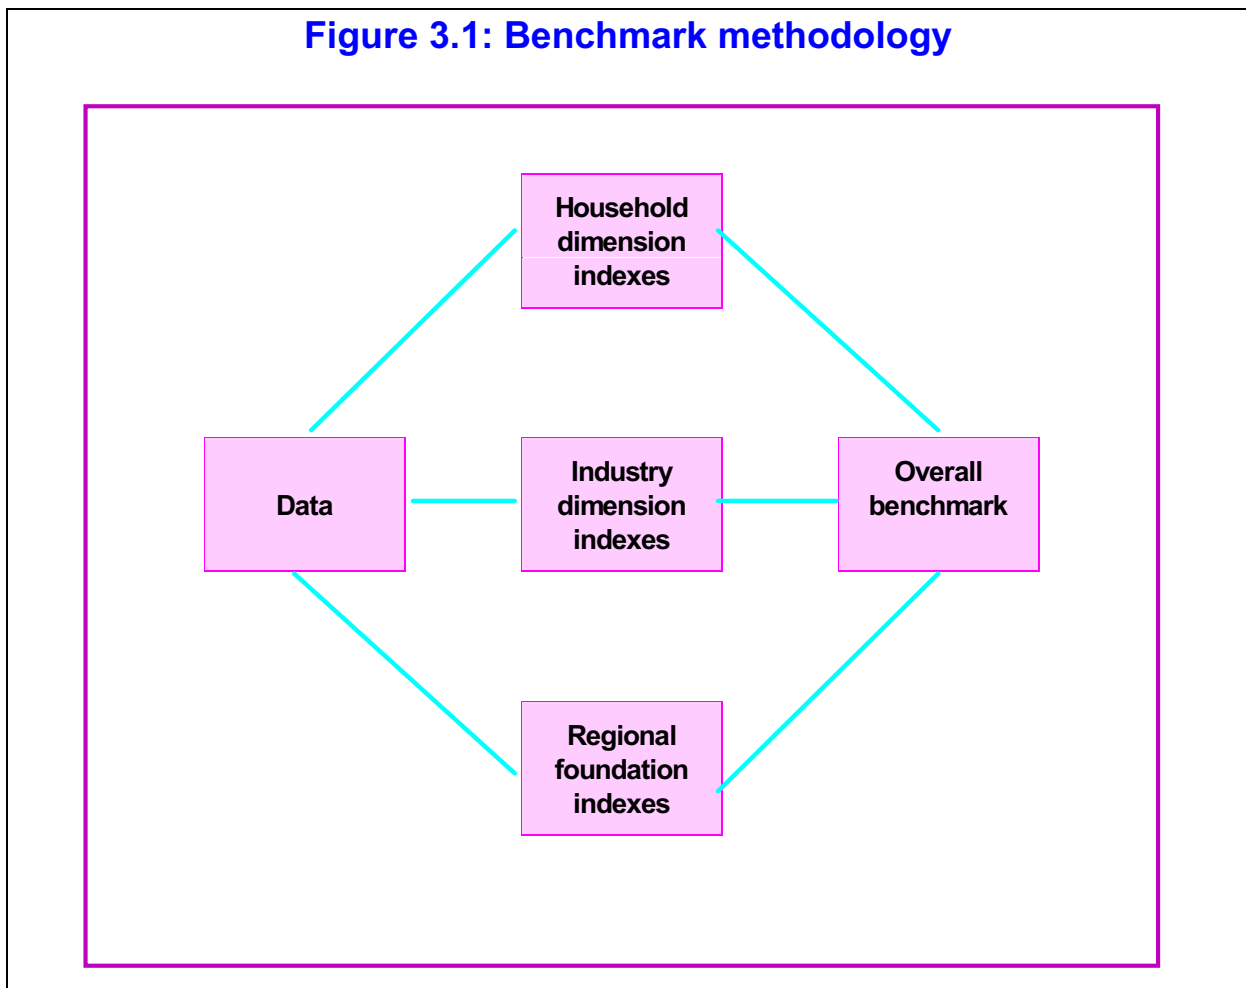 Figure 3.1: Benchmark methodology
Household
dimension
indexes
Data
Industry
dimension
indexes
Overall
benchmark
Regional
foundation
indexes